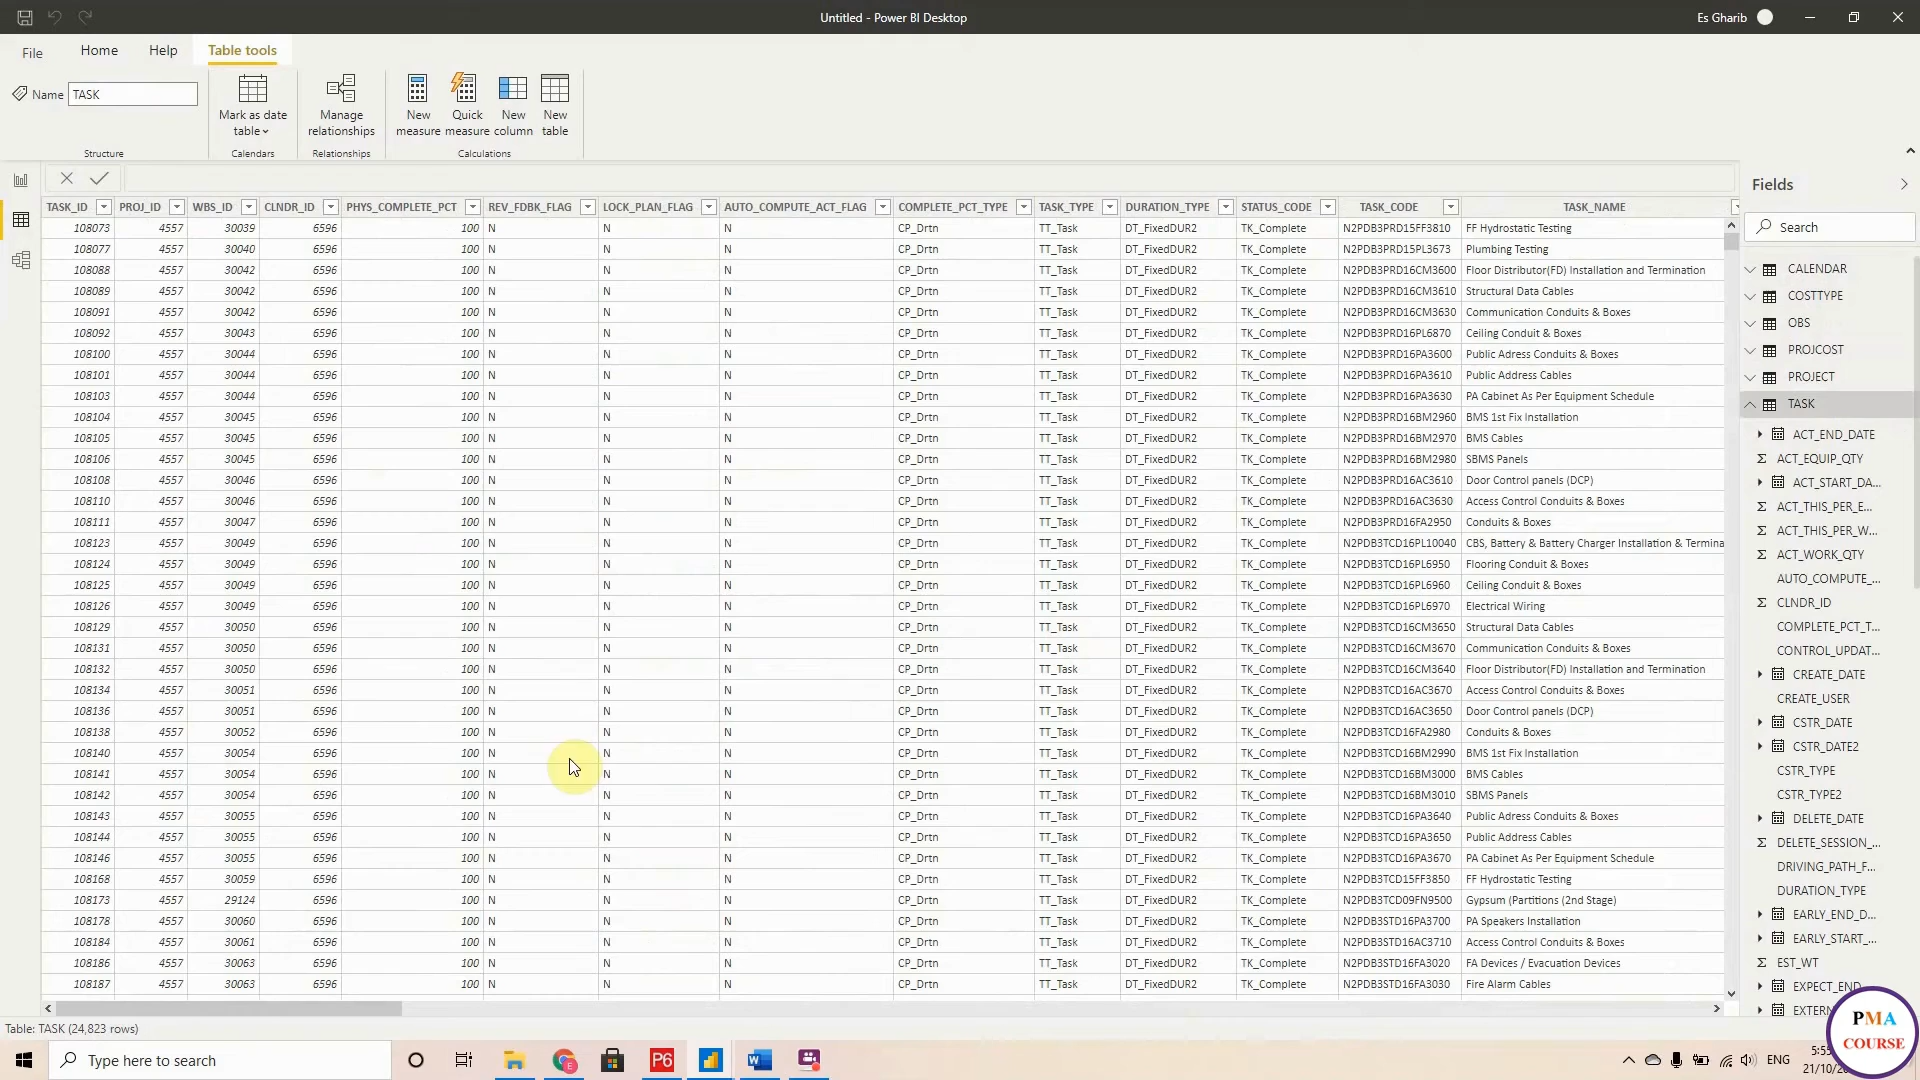 Untitled - Power BI Desktop
Es Gharib
File Home Help Table tools
Name TASK
Mark as date table
Manage relationships
New measure
Quick measure
New column
New table
Structure
Calendars
Relationships
Calculations
TASK_ID PROJ_ID WBS_ID CLNDR_ID PHYS_COMPLETE_PCT REV_FDBK_FLAG LOCK_PLAN_FLAG AUTO_COMPUTE_ACT_FLAG COMPLETE_PCT_TYPE TASK_TYPE DURATION_TYPE STATUS_CODE TASK_CODE TASK_NAME
108073 4557 30039 6596 100 N N N CP_Drtn TT_Task DT_FixedDUR2 TK_Complete N2PDB3PRD15FF3810 FF Hydrostatic Testing
108077 4557 30040 6596 100 N N N CP_Drtn TT_Task DT_FixedDUR2 TK_Complete N2PDB3PRD15PL3673 Plumbing Testing
108088 4557 30042 6596 100 N N N CP_Drtn TT_Task DT_FixedDUR2 TK_Complete N2PDB3PRD16CM3600 Floor Distributor(FD) Installation and Termination
108089 4557 30042 6596 100 N N N CP_Drtn TT_Task DT_FixedDUR2 TK_Complete N2PDB3PRD16CM3610 Structural Data Cables
108091 4557 30042 6596 100 N N N CP_Drtn TT_Task DT_FixedDUR2 TK_Complete N2PDB3PRD16CM3630 Communication Conduits & Boxes
108092 4557 30043 6596 100 N N N CP_Drtn TT_Task DT_FixedDUR2 TK_Complete N2PDB3PRD16PL6870 Ceiling Conduit & Boxes
108100 4557 30044 6596 100 N N N CP_Drtn TT_Task DT_FixedDUR2 TK_Complete N2PDB3PRD16PA3600 Public Adress Conduits & Boxes
108101 4557 30044 6596 100 N N N CP_Drtn TT_Task DT_FixedDUR2 TK_Complete N2PDB3PRD16PA3610 Public Address Cables
108103 4557 30044 6596 100 N N N CP_Drtn TT_Task DT_FixedDUR2 TK_Complete N2PDB3PRD16PA3630 PA Cabinet As Per Equipment Schedule
108104 4557 30045 6596 100 N N N CP_Drtn TT_Task DT_FixedDUR2 TK_Complete N2PDB3PRD16BM2960 BMS 1st Fix Installation
108105 4557 30045 6596 100 N N N CP_Drtn TT_Task DT_FixedDUR2 TK_Complete N2PDB3PRD16BM2970 BMS Cables
108106 4557 30045 6596 100 N N N CP_Drtn TT_Task DT_FixedDUR2 TK_Complete N2PDB3PRD16BM2980 SBMS Panels
108108 4557 30046 6596 100 N N N CP_Drtn TT_Task DT_FixedDUR2 TK_Complete N2PDB3PRD16AC3610 Door Control panels (DCP)
108110 4557 30046 6596 100 N N N CP_Drtn TT_Task DT_FixedDUR2 TK_Complete N2PDB3PRD16AC3630 Access Control Conduits & Boxes
108111 4557 30047 6596 100 N N N CP_Drtn TT_Task DT_FixedDUR2 TK_Complete N2PDB3PRD16FA2950 Conduits & Boxes
108123 4557 30049 6596 100 N N N CP_Drtn TT_Task DT_FixedDUR2 TK_Complete N2PDB3TCD16PL10040 CBS, Battery & Battery Charger Installation & Termina
108124 4557 30049 6596 100 N N N CP_Drtn TT_Task DT_FixedDUR2 TK_Complete N2PDB3TCD16PL6950 Flooring Conduit & Boxes
108125 4557 30049 6596 100 N N N CP_Drtn TT_Task DT_FixedDUR2 TK_Complete N2PDB3TCD16PL6960 Ceiling Conduit & Boxes
108126 4557 30049 6596 100 N N N CP_Drtn TT_Task DT_FixedDUR2 TK_Complete N2PDB3TCD16PL6970 Electrical Wiring
108129 4557 30050 6596 100 N N N CP_Drtn TT_Task DT_FixedDUR2 TK_Complete N2PDB3TCD16CM3650 Structural Data Cables
108131 4557 30050 6596 100 N N N CP_Drtn TT_Task DT_FixedDUR2 TK_Complete N2PDB3TCD16CM3670 Communication Conduits & Boxes
108132 4557 30050 6596 100 N N N CP_Drtn TT_Task DT_FixedDUR2 TK_Complete N2PDB3TCD16CM3640 Floor Distributor(FD) Installation and Termination
108134 4557 30051 6596 100 N N N CP_Drtn TT_Task DT_FixedDUR2 TK_Complete N2PDB3TCD16AC3670 Access Control Conduits & Boxes
108136 4557 30051 6596 100 N N N CP_Drtn TT_Task DT_FixedDUR2 TK_Complete N2PDB3TCD16AC3650 Door Control panels (DCP)
108138 4557 30052 6596 100 N N N CP_Drtn TT_Task DT_FixedDUR2 TK_Complete N2PDB3TCD16FA2980 Conduits & Boxes
108140 4557 30054 6596 100 N N N CP_Drtn TT_Task DT_FixedDUR2 TK_Complete N2PDB3TCD16BM2990 BMS 1st Fix Installation
108141 4557 30054 6596 100 N N N CP_Drtn TT_Task DT_FixedDUR2 TK_Complete N2PDB3TCD16BM3000 BMS Cables
108142 4557 30054 6596 100 N N N CP_Drtn TT_Task DT_FixedDUR2 TK_Complete N2PDB3TCD16BM3010 SBMS Panels
108143 4557 30055 6596 100 N N N CP_Drtn TT_Task DT_FixedDUR2 TK_Complete N2PDB3TCD16PA3640 Public Adress Conduits & Boxes
108144 4557 30055 6596 100 N N N CP_Drtn TT_Task DT_FixedDUR2 TK_Complete N2PDB3TCD16PA3650 Public Address Cables
108146 4557 30055 6596 100 N N N CP_Drtn TT_Task DT_FixedDUR2 TK_Complete N2PDB3TCD16PA3670 PA Cabinet As Per Equipment Schedule
108168 4557 30059 6596 100 N N N CP_Drtn TT_Task DT_FixedDUR2 TK_Complete N2PDB3TCD15FF3850 FF Hydrostatic Testing
108173 4557 29124 6596 100 N N N CP_Drtn TT_Task DT_FixedDUR2 TK_Complete N2PDB3TCD09FN9500 Gypsum (Partitions (2nd Stage)
108178 4557 30060 6596 100 N N N CP_Drtn TT_Task DT_FixedDUR2 TK_Complete N2PDB3STD16PA3700 PA Speakers Installation
108184 4557 30061 6596 100 N N N CP_Drtn TT_Task DT_FixedDUR2 TK_Complete N2PDB3STD16AC3710 Access Control Conduits & Boxes
108186 4557 30063 6596 100 N N N CP_Drtn TT_Task DT_FixedDUR2 TK_Complete N2PDB3STD16FA3020 FA Devices / Evacuation Devices
108187 4557 30063 6596 100 N N N CP_Drtn TT_Task DT_FixedDUR2 TK_Complete N2PDB3STD16FA3030 Fire Alarm Cables
Fields
Search
CALENDAR
COSTTYPE
OBS
PROJCOST
PROJECT
TASK
ACT_END_DATE
ACT_EQUIP_QTY
ACT_START_DA...
ACT_THIS_PER_E...
ACT_THIS_PER_W...
ACT_WORK_QTY
AUTO_COMPUTE_...
CLNDR_ID
COMPLETE_PCT_T...
CONTROL_UPDAT...
CREATE_DATE
CREATE_USER
CSTR_DATE
CSTR_DATE2
CSTR_TYPE
CSTR_TYPE2
DELETE_DATE
DELETE_SESSION_...
DRIVING_PATH_F...
DURATION_TYPE
EARLY_END_D...
EARLY_START_...
EST_WT
EXPECT_END_
EXTERN
Table: TASK (24,823 rows)
Type here to search
P6
W
ENG
5:55
21/10/20
PMA
COURSE